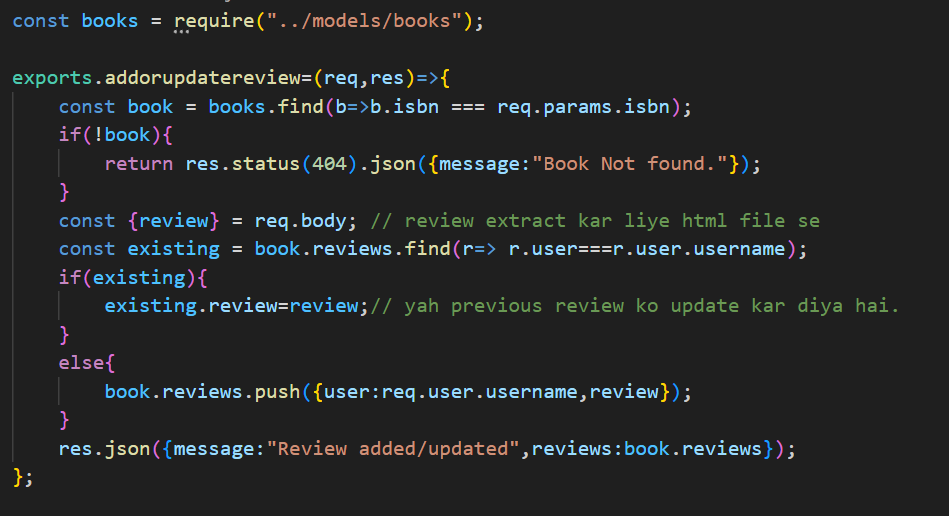 const books = require("../models/books");
exports.addorupdatereview=(req,res)=>{
const book = books.find(b=>b.isbn === req.params.isbn);
if(!book){
return res.status(404).json({message:"Book Not found."});
}
const {review} = req.body; // review extract kar liye html file se
const existing = book.reviews.find(r=> r.user===r.user.username);
if(existing){
existing.review=review;// yah previous review ko update kar diya hai.
}
else{
book.reviews.push({user:req.user.username,review});
}
res.json({message:"Review added/updated",reviews:book.reviews});
};